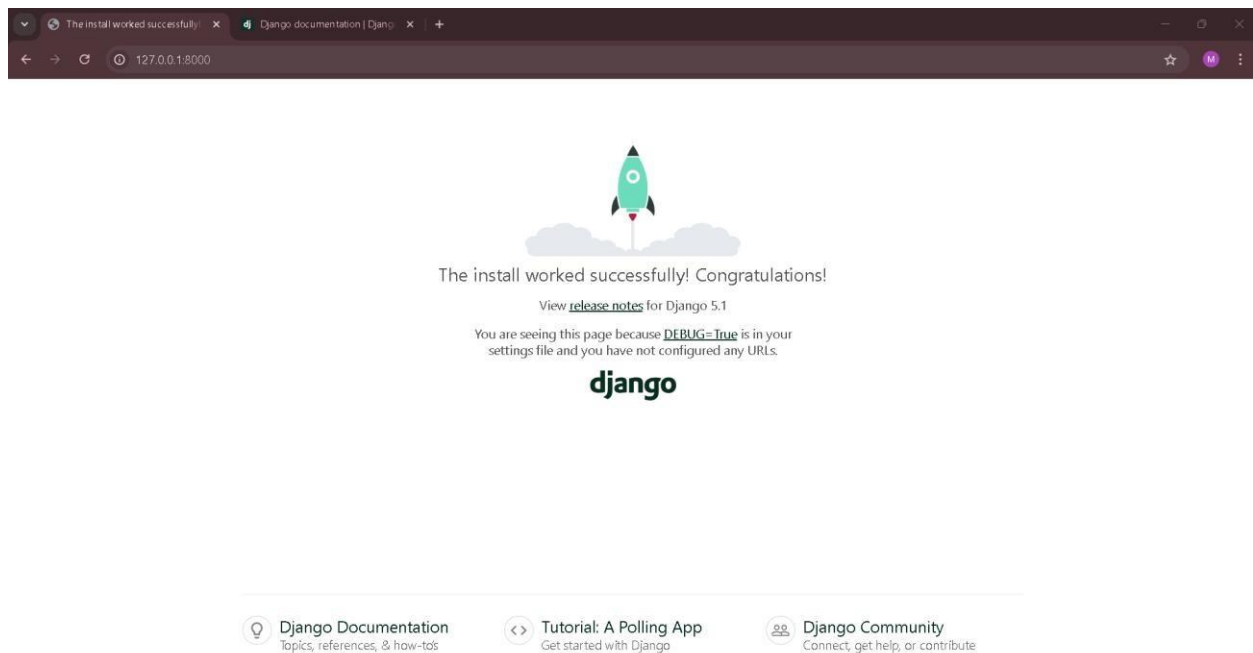 The install worked successfully!
Django documentation | Djang
127.0.0.1:8000
M
The install worked successfully! Congratulations!
View release notes for Django 5.1
You are seeing this page because DEBUG=True is in your
settings file and you have not configured any URLs.
django
Django Documentation
Topics, references, & how-to's
Tutorial: A Polling App
Get started with Django
Django Community
Connect, get help, or contribute